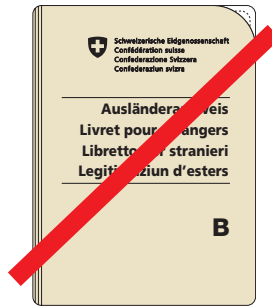 Schweizerische Eidgenossenschaft
Confédération suisse
Confederazione Svizzera
Confederaziun svizra
Livret pour
Libretto stranieri
d'esters
B